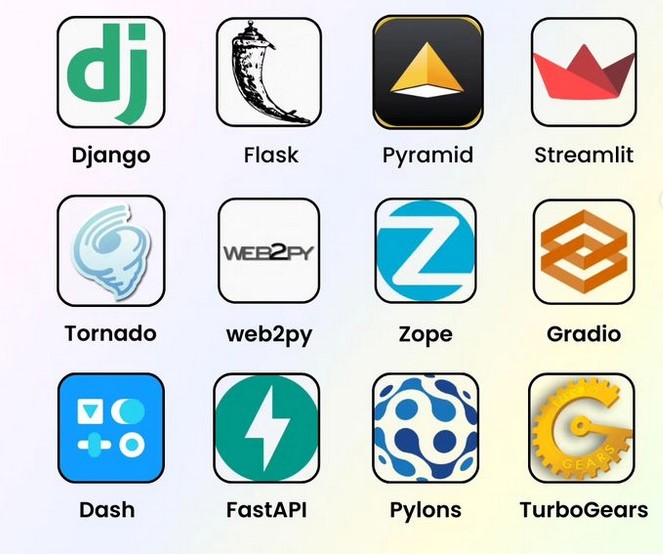 dj
Django
Flask
Pyramid
Streamlit
WEB2PY
Z
Tornado
web2py
Zope
Gradio
Dash
FastAPI
Pylons
TurboGears
GEARS